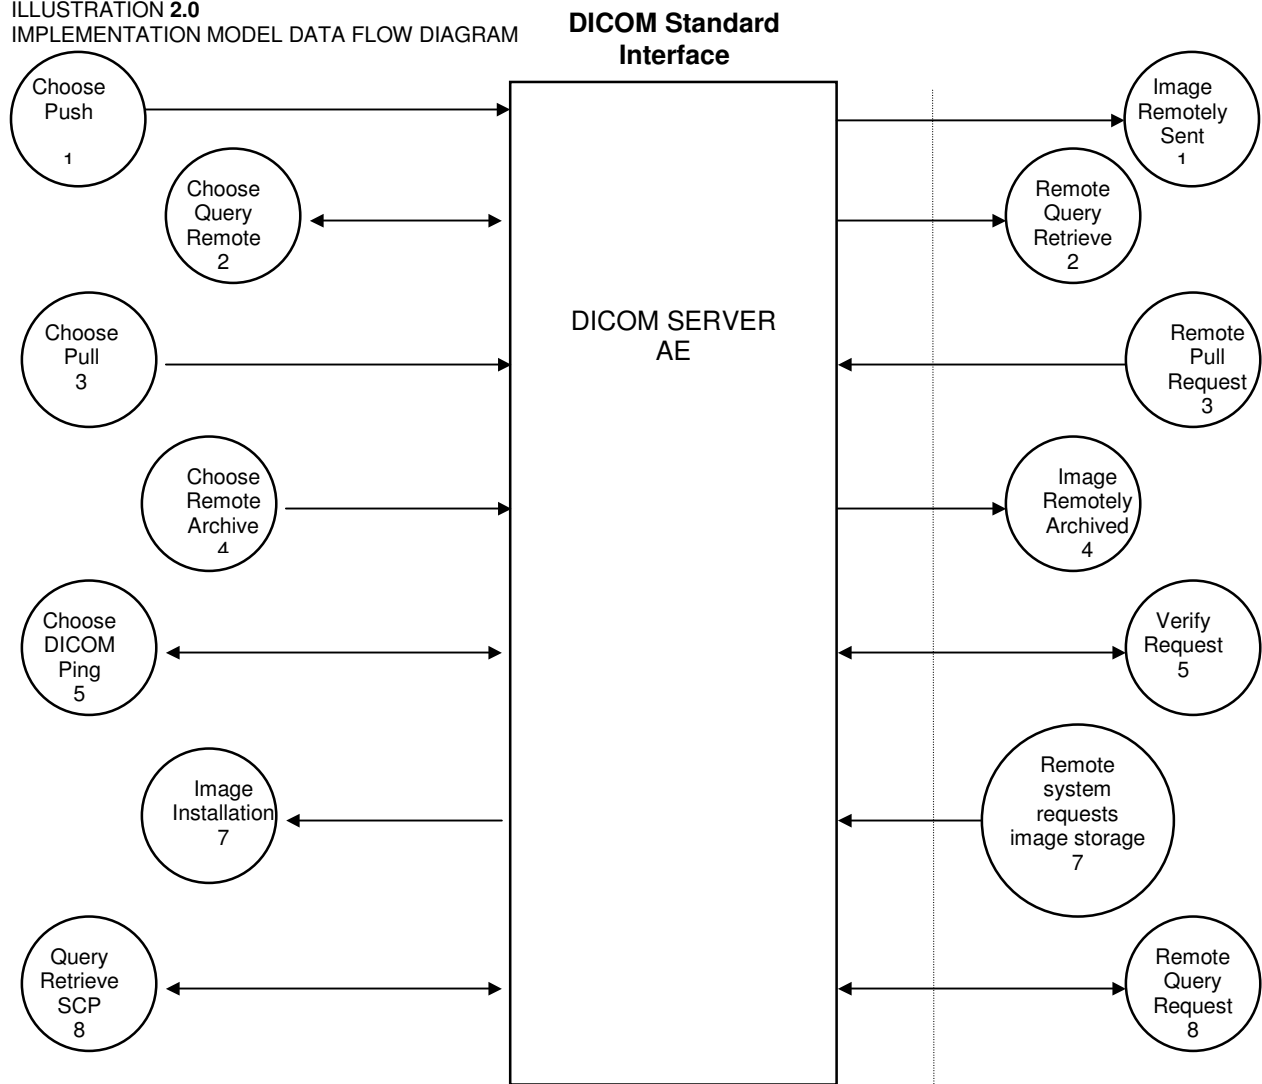 ILLUSTRATION 2.0
IMPLEMENTATION MODEL DATA FLOW DIAGRAM
DICOM Standard
Interface
Choose
Push
1
Image
Remotely
Sent
1
Choose
Query
Remote
2
Remote
Query
Retrieve
2
DICOM SERVER
AE
Choose
Pull
3
Remote
Pull
Request
3
Choose
Remote
Archive
4
Image
Remotely
Archived
4
Choose
DICOM
Ping
5
Verify
Request
5
Image
Installation
7
Remote
system
requests
image storage
7
Query
Retrieve
SCP
8
Remote
Query
Request
8